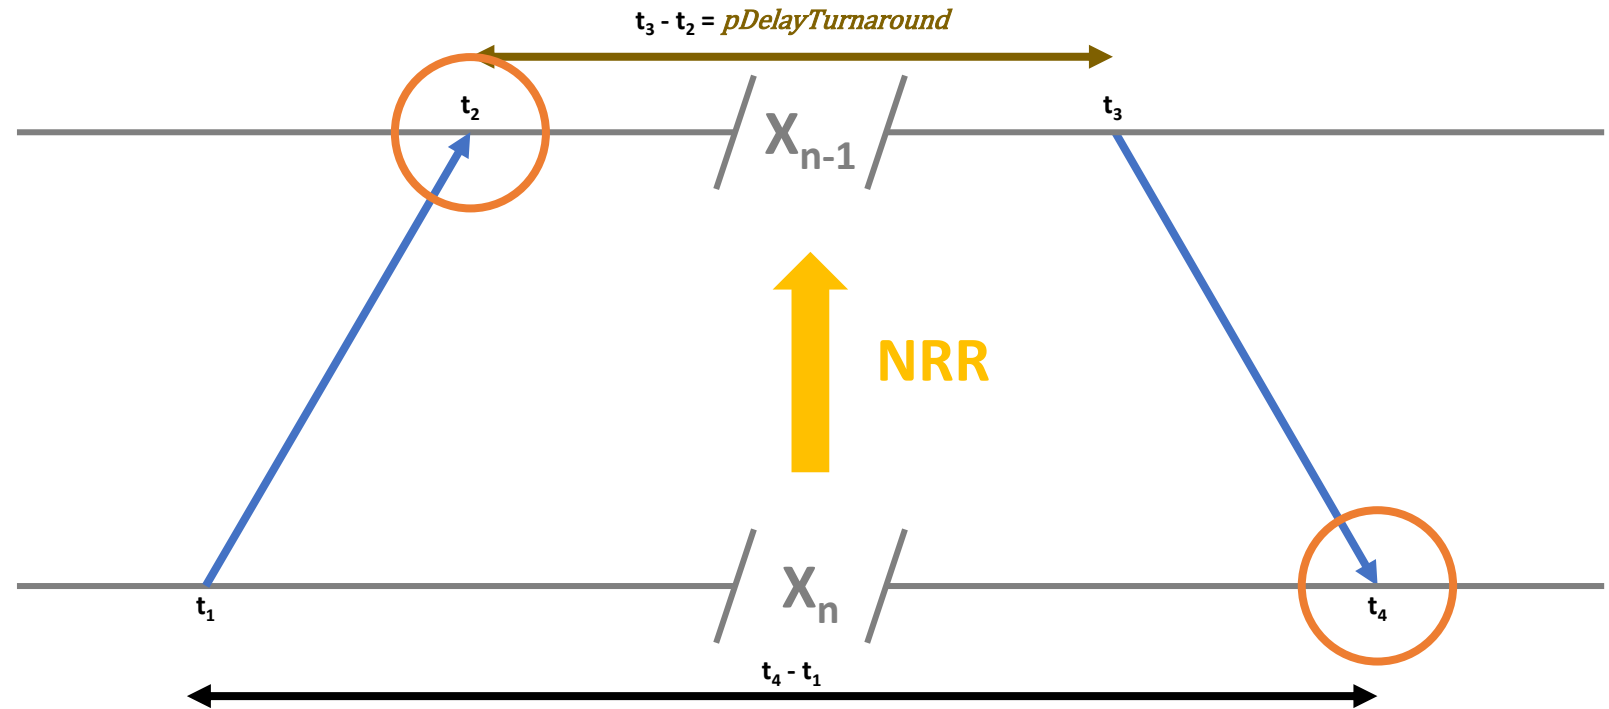 t₃ - t₂ = pDelayTurnaround
t₂
t₃
Xₙ₋₁
NRR
Xₙ
t₁
t₄
t₄ - t₁